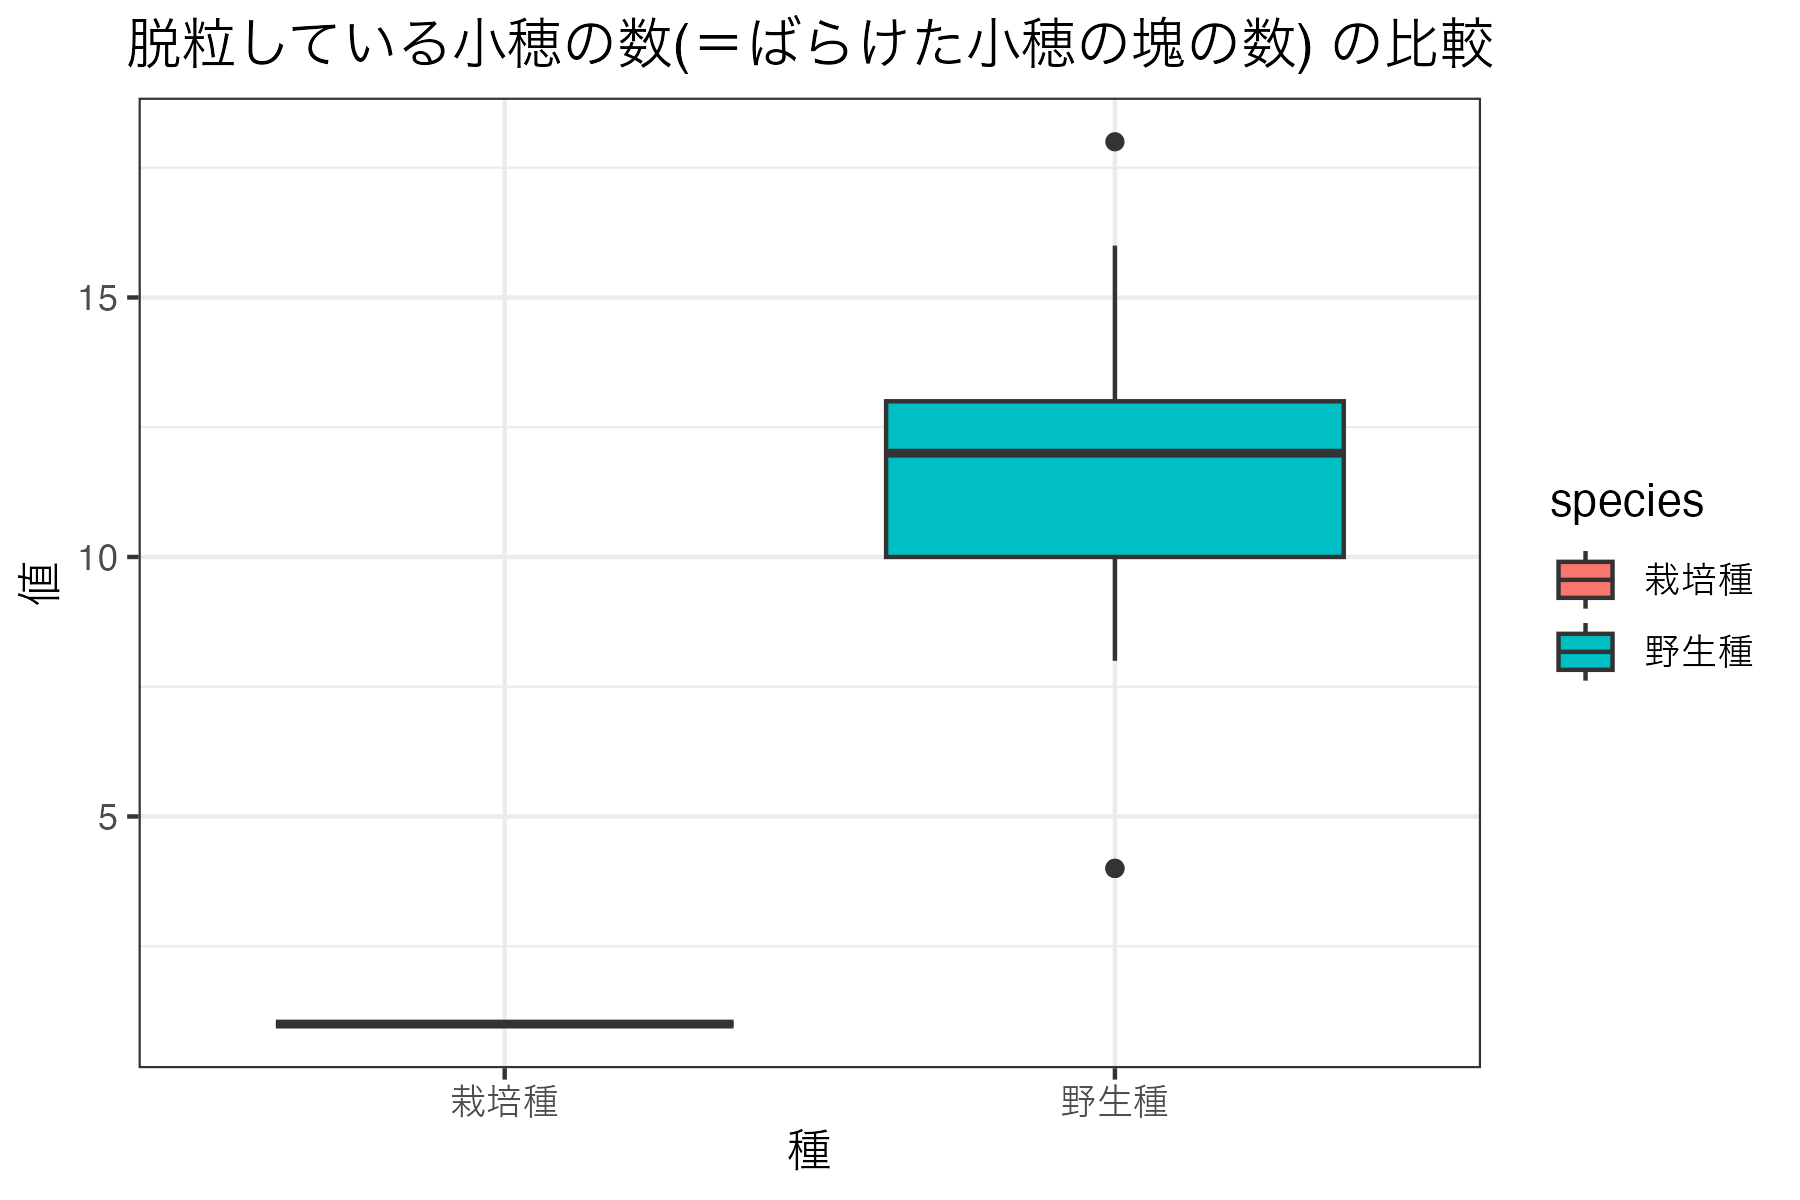 脱粒している小穂の数(＝ばらけた小穂の塊の数) の比較
値
15
10
5
栽培種
野生種
種
species
栽培種
野生種